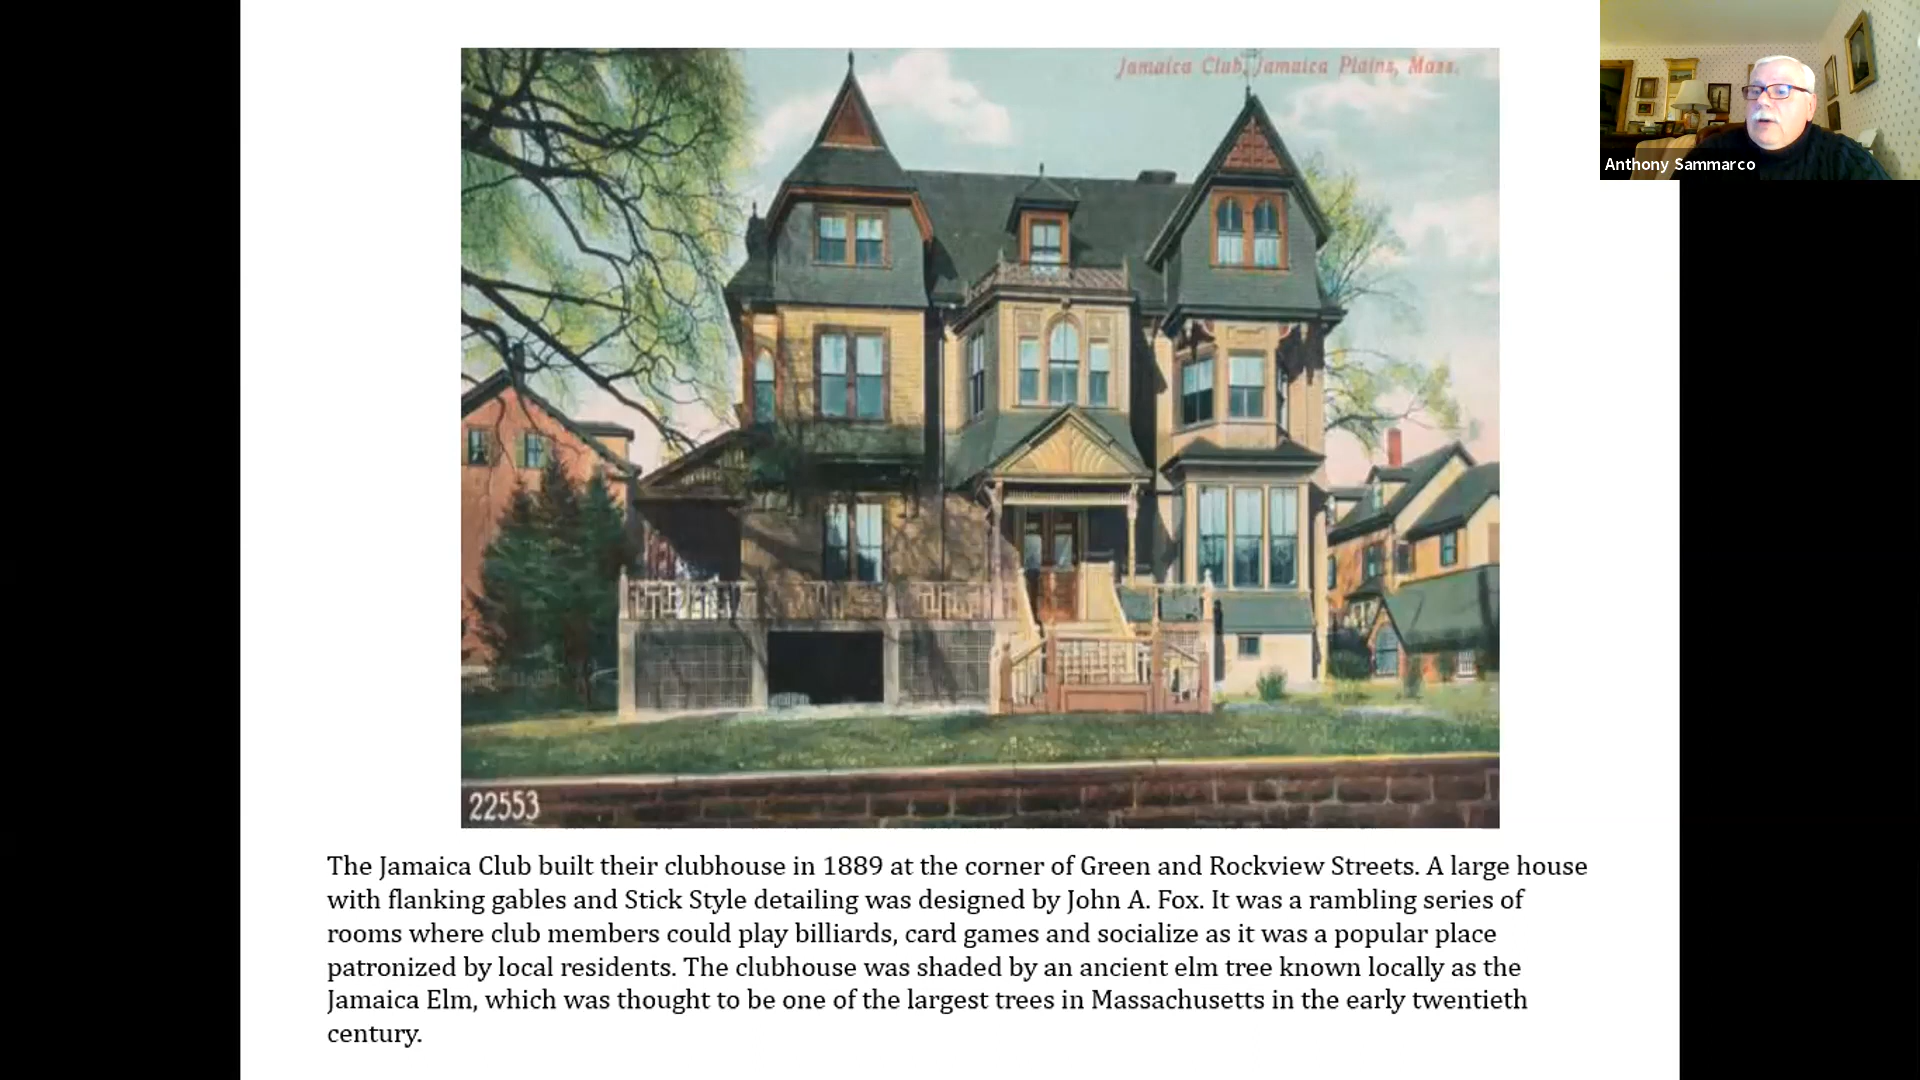 Jamaica Club, Jamaica Plains, Mass.
Anthony Sammarco
22553
The Jamaica Club built their clubhouse in 1889 at the corner of Green and Rockview Streets. A large house
with flanking gables and Stick Style detailing was designed by John A. Fox. It was a rambling series of
rooms where club members could play billiards, card games and socialize as it was a popular place
patronized by local residents. The clubhouse was shaded by an ancient elm tree known locally as the
Jamaica Elm, which was thought to be one of the largest trees in Massachusetts in the early twentieth
century.